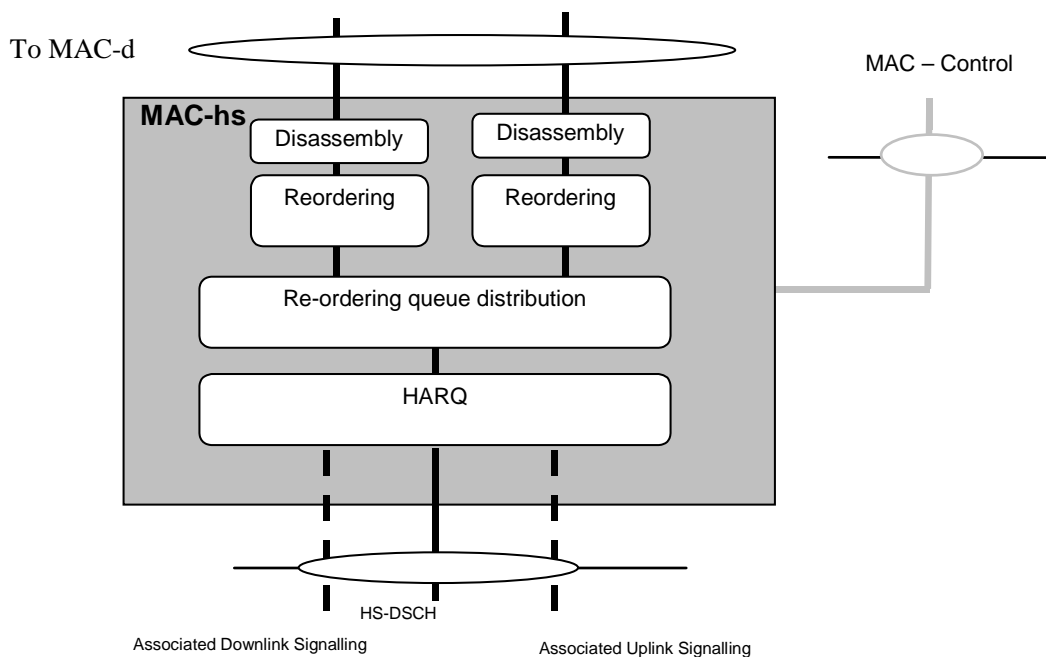 To MAC-d
MAC – Control
MAC-hs
Disassembly
Disassembly
Reordering
Reordering
Re-ordering queue distribution
HARQ
HS-DSCH
Associated Downlink Signalling
Associated Uplink Signalling